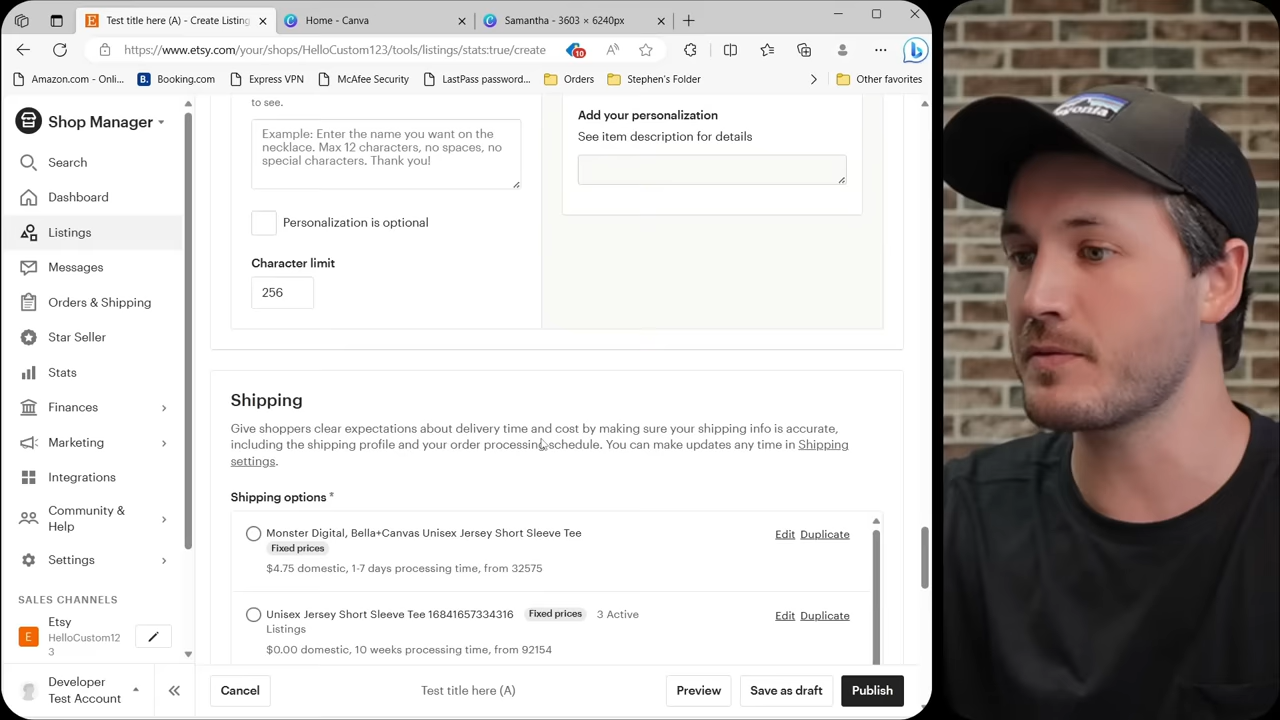 Test title here (A) - Create Listing
Home - Canva
Samantha - 3603 × 6240px
https://www.etsy.com/your/shops/HelloCustom123/tools/listings/stats:true/create
10
Amazon.com - Onli...
B. Booking.com
Express VPN
McAfee Security
LastPass password...
Orders
Stephen's Folder
Other favorites
Shop Manager
Search
Dashboard
Listings
Messages
Orders & Shipping
Star Seller
Stats
Finances
Marketing
Integrations
Community &
Help
Settings
SALES CHANNELS
E
Etsy
HelloCustom12
3
Developer
Test Account
to see.
Example: Enter the name you want on the
necklace. Max 12 characters, no spaces, no
special characters. Thank you!
Personalization is optional
Character limit
256
Add your personalization
See item description for details
Shipping
Give shoppers clear expectations about delivery time and cost by making sure your shipping info is accurate,
including the shipping profile and your order processing schedule. You can make updates any time in Shipping
settings.
Shipping options *
Monster Digital, Bella+Canvas Unisex Jersey Short Sleeve Tee
Fixed prices
$4.75 domestic, 1-7 days processing time, from 32575
Edit Duplicate
Unisex Jersey Short Sleeve Tee 16841657334316 Fixed prices 3 Active
Listings
$0.00 domestic, 10 weeks processing time, from 92154
Edit Duplicate
Cancel
Test title here (A)
Preview
Save as draft
Publish